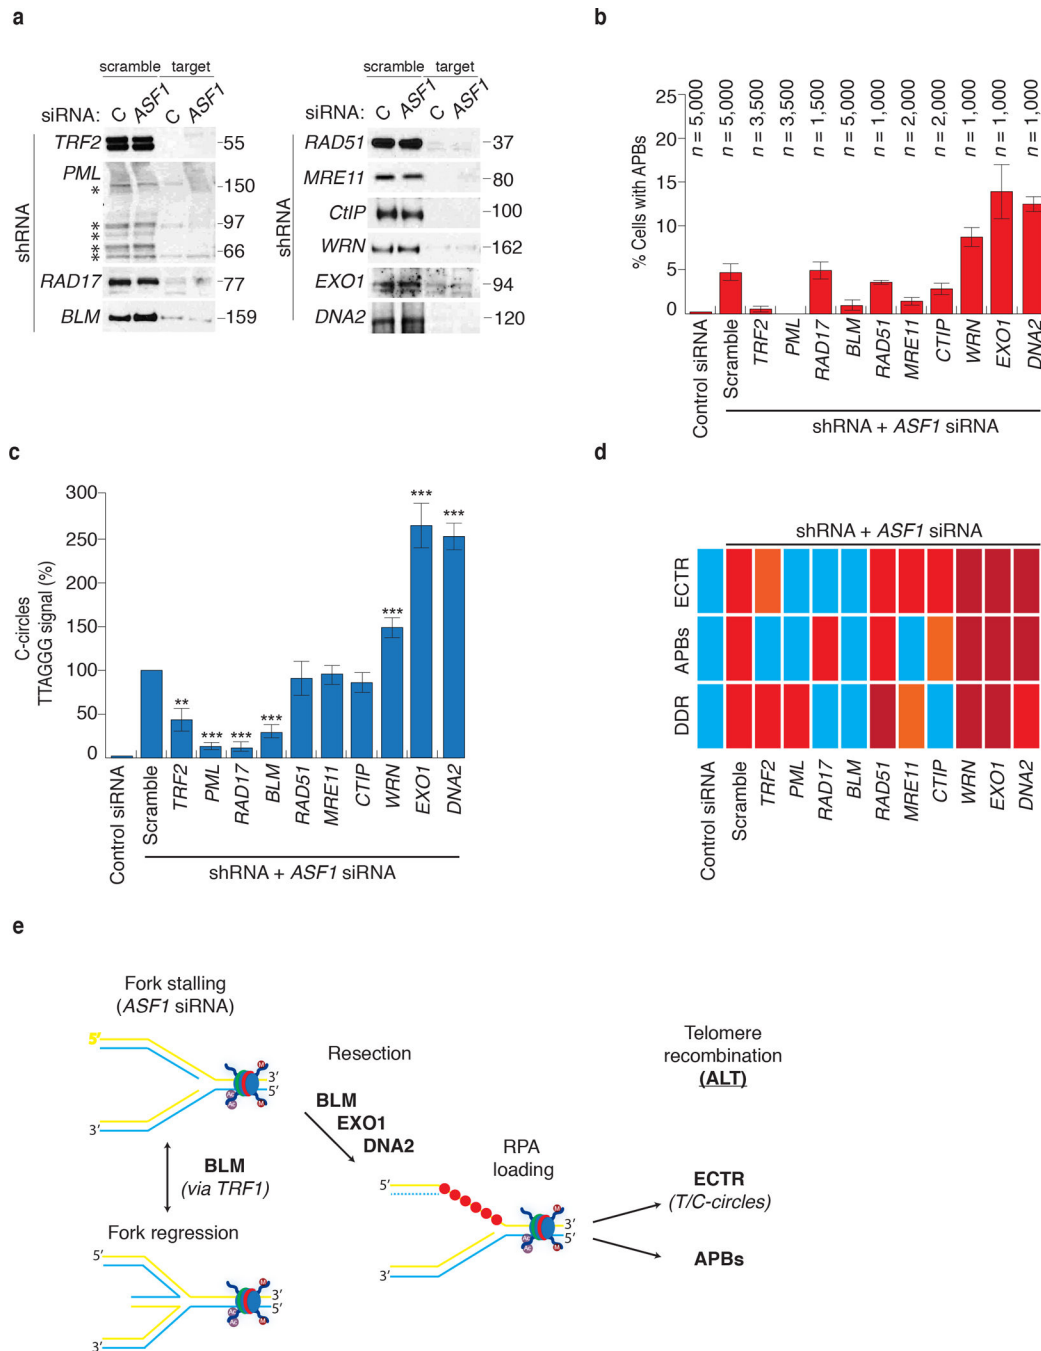 a
scramble target
siRNA: C ASF1 C ASF1
shRNA
TRF2 -55
PML -150
*
* -97
*
* -66
*
RAD17 -77
BLM -159
scramble target
siRNA: C ASF1 C ASF1
shRNA
RAD51 -37
MRE11 -80
CtIP -100
WRN -162
EXO1 -94
DNA2 -120
b
% Cells with APBs
25
20
15
10
5
0
n = 5,000
n = 5,000
n = 3,500
n = 3,500
n = 1,500
n = 5,000
n = 1,000
n = 2,000
n = 2,000
n = 1,000
n = 1,000
n = 1,000
Control siRNA
Scramble
TRF2
PML
RAD17
BLM
RAD51
MRE11
CTIP
WRN
EXO1
DNA2
shRNA + ASF1 siRNA
c
C-circles
TTAGGG signal (%)
300
250
200
150
100
50
0
** *** *** *** *** *** ***
Control siRNA
Scramble
TRF2
PML
RAD17
BLM
RAD51
MRE11
CTIP
WRN
EXO1
DNA2
shRNA + ASF1 siRNA
d
shRNA + ASF1 siRNA
ECTR
APBs
DDR
Control siRNA
Scramble
TRF2
PML
RAD17
BLM
RAD51
MRE11
CTIP
WRN
EXO1
DNA2
e
Fork stalling
(ASF1 siRNA)
5′
3′
5′
3′
M
AC
AC
M
BLM
(via TRF1)
Fork regression
5′
3′
5′
3′
M
AC
AC
M
Resection
BLM
EXO1
DNA2
RPA
loading
5′
3′
5′
3′
M
AC
AC
M
Telomere
recombination
(ALT)
ECTR
(T/C-circles)
APBs